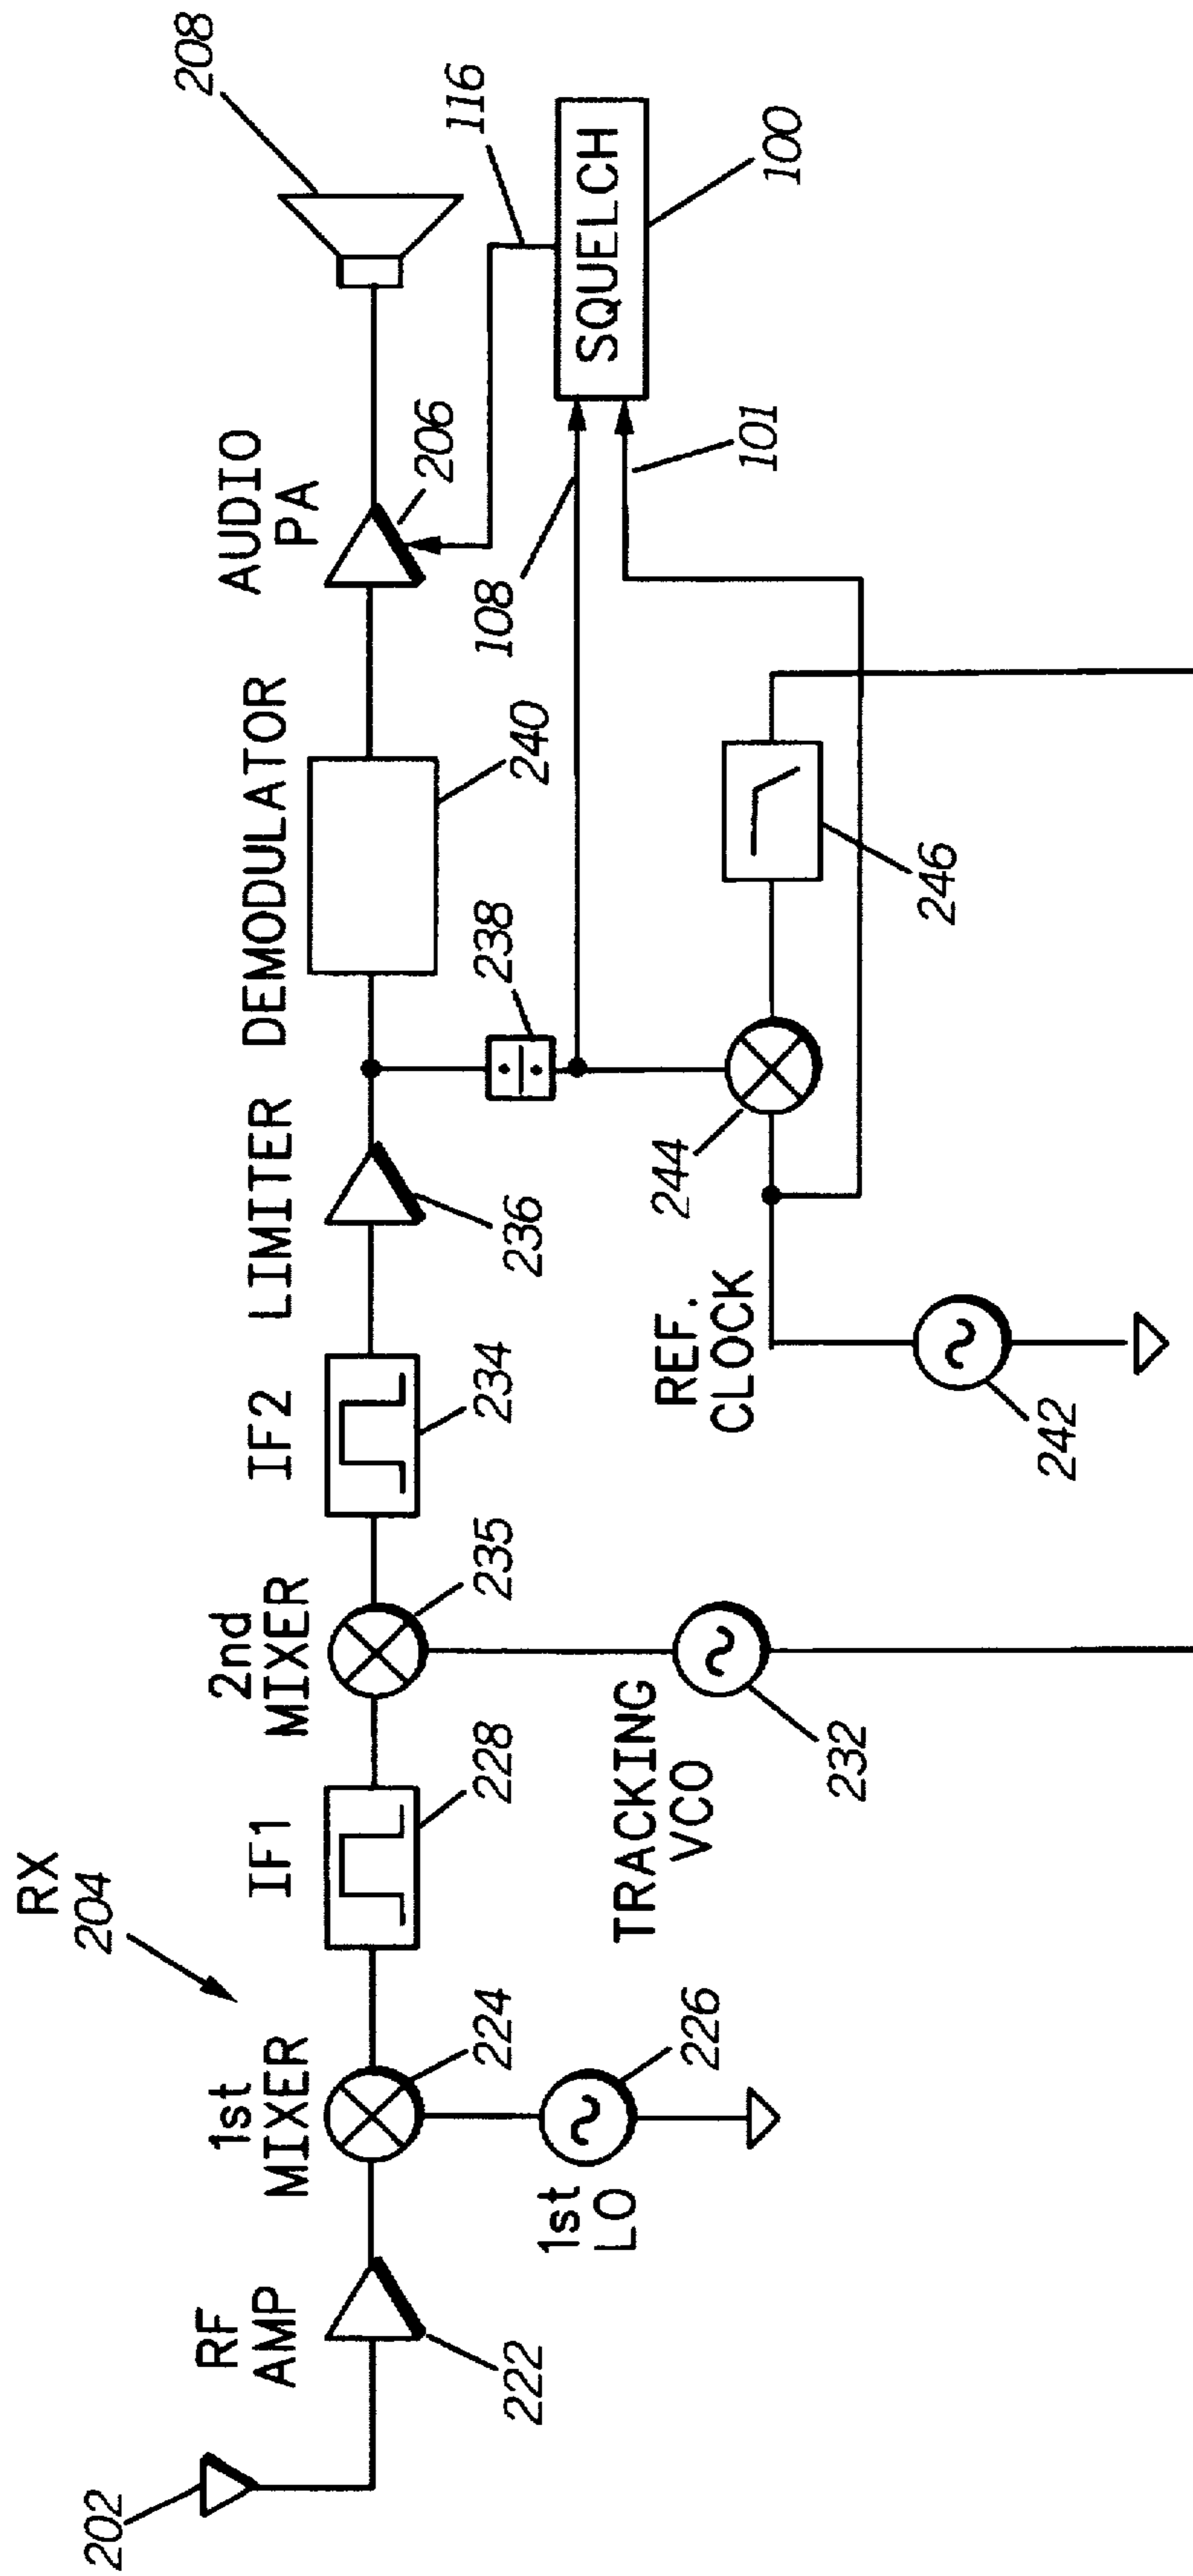 RX
204
202
RF
AMP
222
1st
MIXER
224
1st
LO
226
IF1
228
2nd
MIXER
235
TRACKING
VCO
232
IF2
234
LIMITER
236
DEMODULATOR
240
238
AUDIO
PA
206
208
116
108
SQUELCH
100
101
REF.
CLOCK
242
244
246